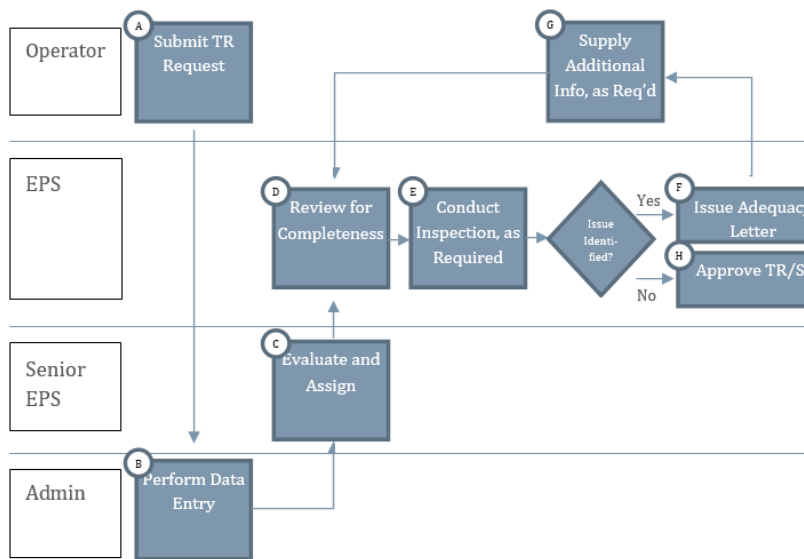 Operator
A
Submit TR
Request
G
Supply
Additional
Info, as Req'd
EPS
D
Review for
Completeness
E
Conduct
Inspection, as
Required
Issue
Identi-
fied?
Yes
No
F
Issue Adequacy
Letter
H
Approve TR/S
Senior
EPS
C
Evaluate and
Assign
Admin
B
Perform Data
Entry